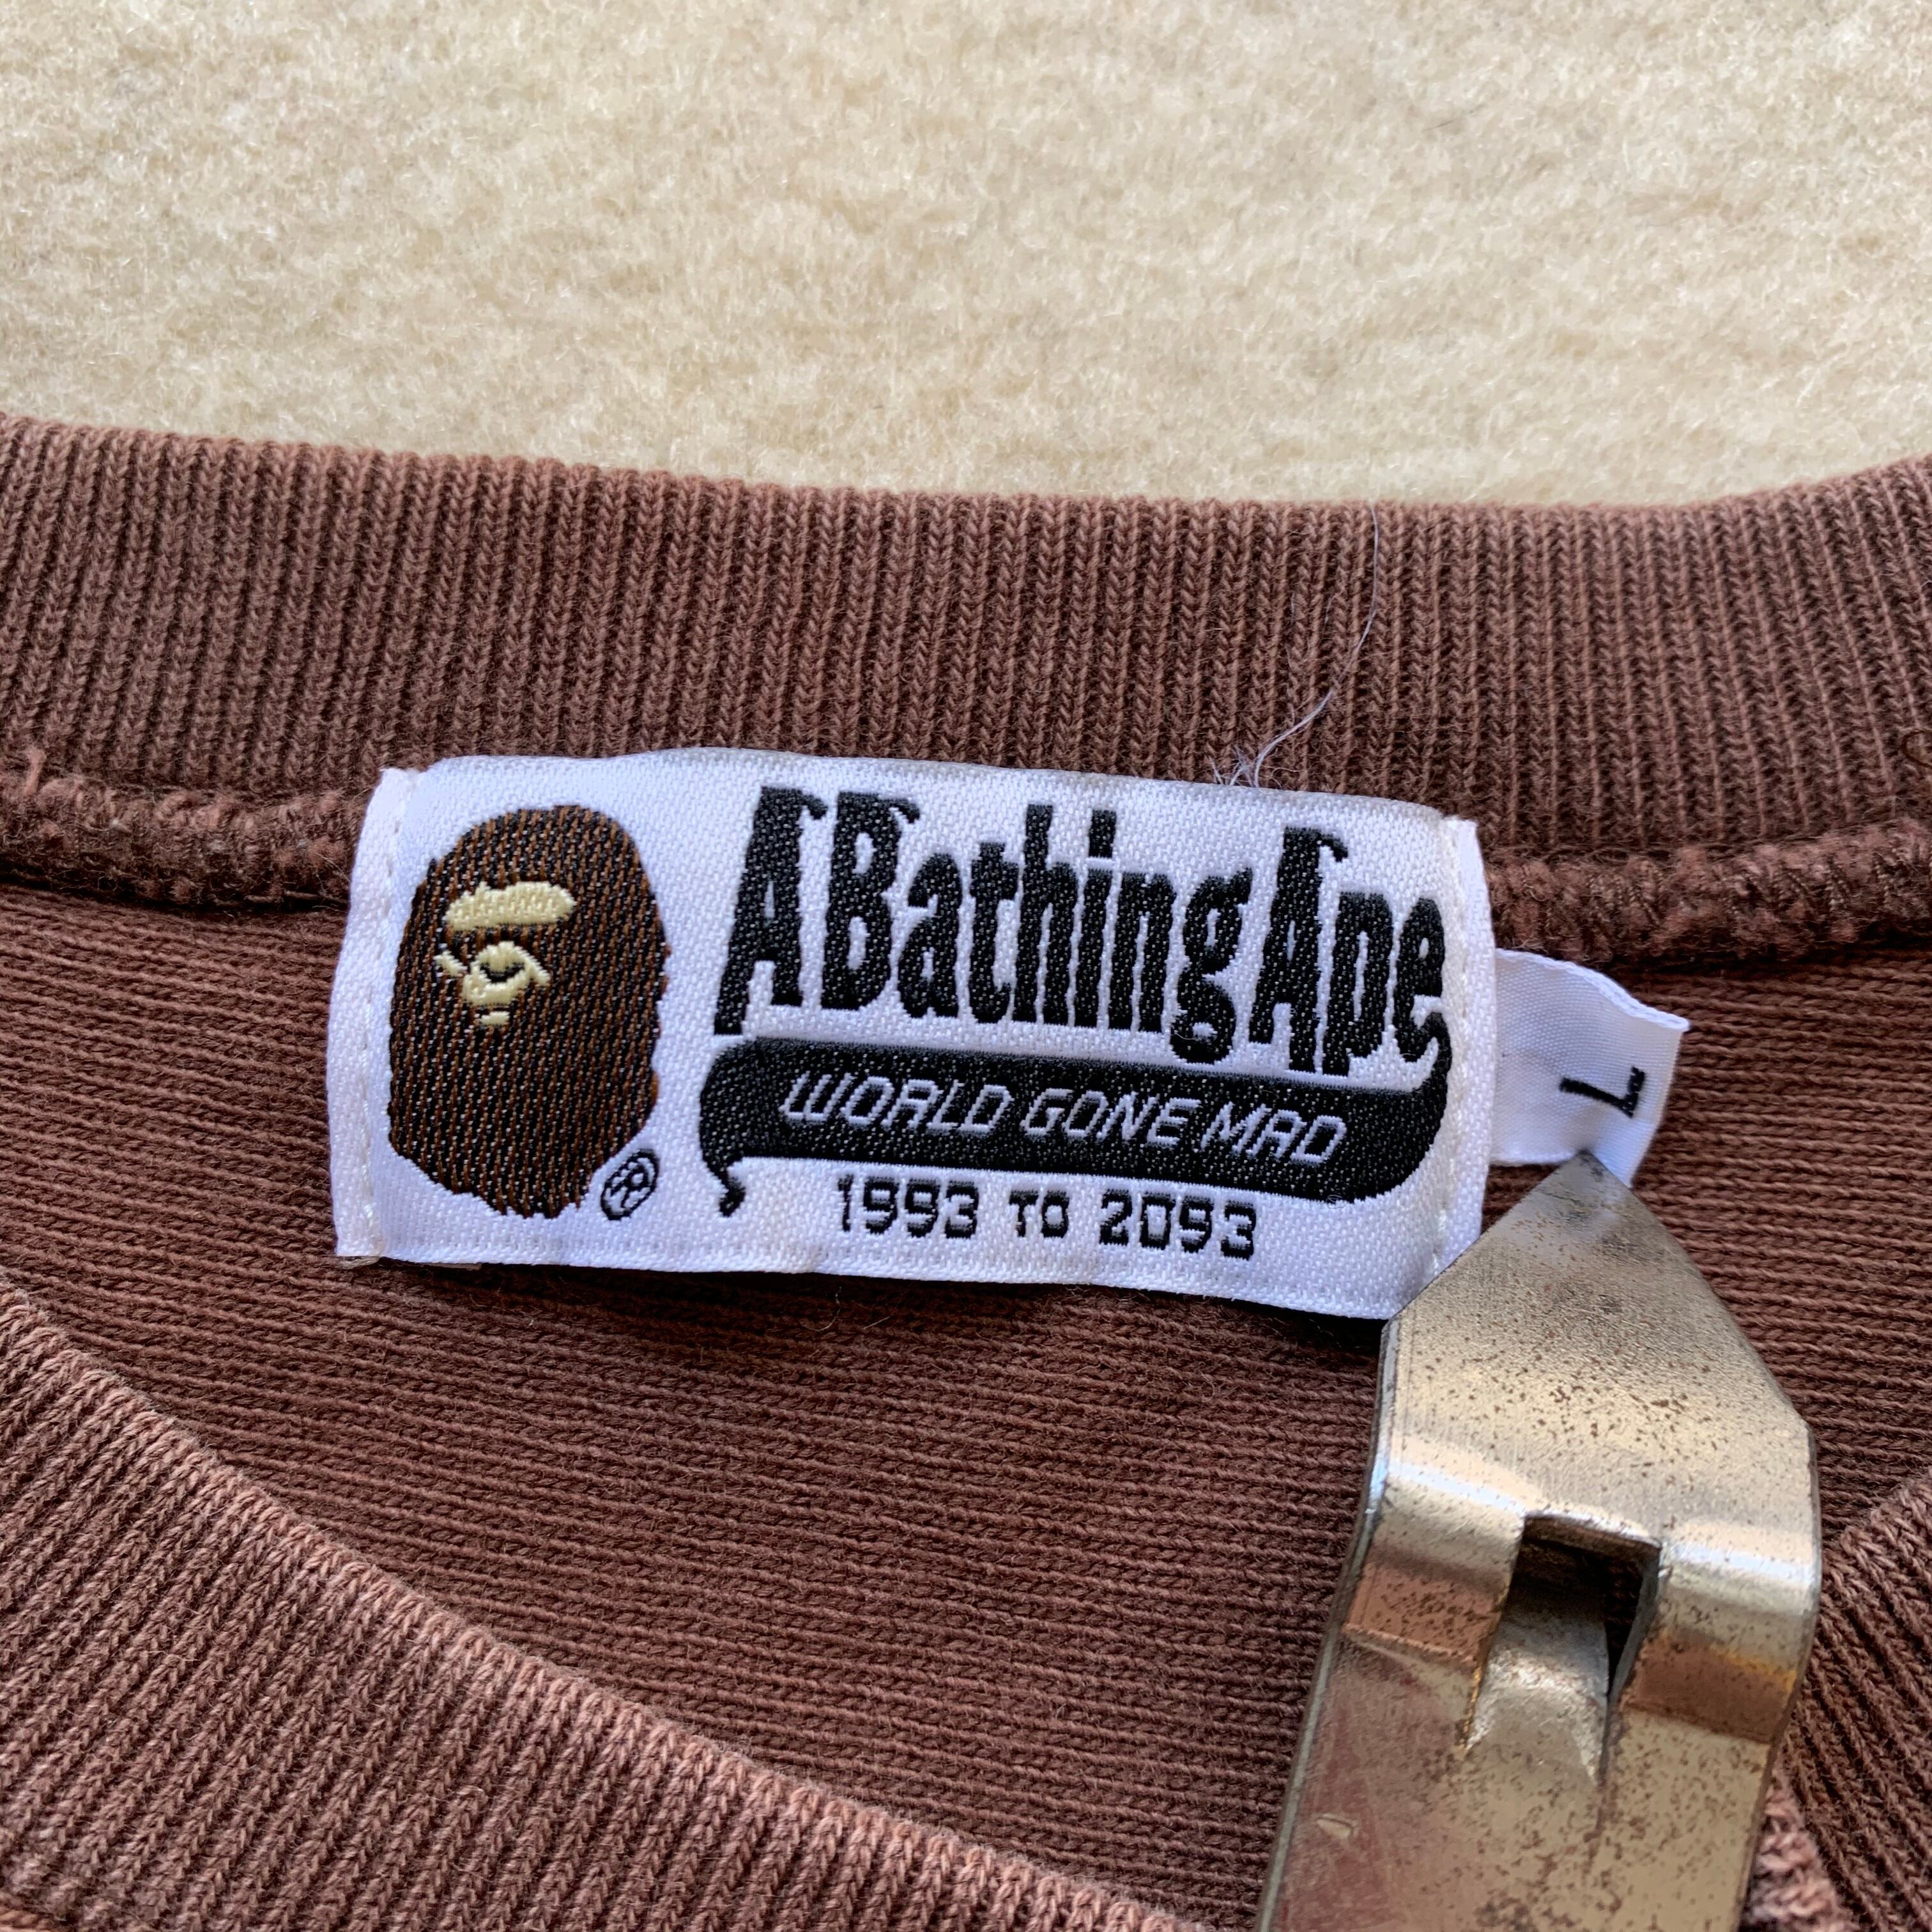 A Bathing Ape
WORLD GONE MAD
1993 TO 2093
®
L